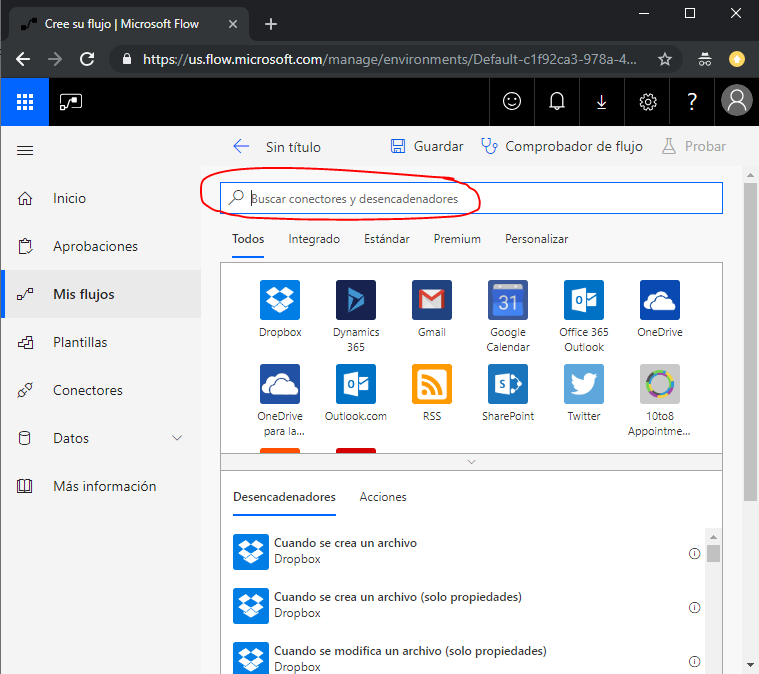 Cree su flujo | Microsoft Flow
https://us.flow.microsoft.com/manage/environments/Default-c1f92ca3-978a-4...
Sin título
Guardar
Comprobador de flujo
Probar
Inicio
Aprobaciones
Mis flujos
Plantillas
Conectores
Datos
Más información
Buscar conectores y desencadenadores
Todos
Integrado
Estándar
Premium
Personalizar
Dropbox
Dynamics
365
Gmail
31
Google
Calendar
Office 365
Outlook
OneDrive
OneDrive
para la...
Outlook.com
RSS
SharePoint
Twitter
10to8
Appointme...
Desencadenadores
Acciones
Cuando se crea un archivo
Dropbox
Cuando se crea un archivo (solo propiedades)
Dropbox
Cuando se modifica un archivo (solo propiedades)
Dropbox